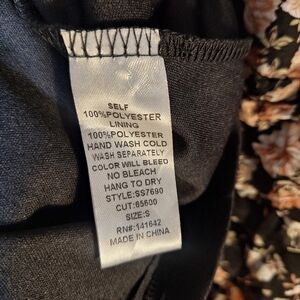 SELF
100%POLYESTER
LINING
100%POLYESTER
HAND WASH COLD
WASH SEPARATELY
COLOR WILL BLEED
NO BLEACH
HANG TO DRY
STYLE:SS7690
CUT:65600
SIZE:S
RN#:141642
MADE IN CHINA